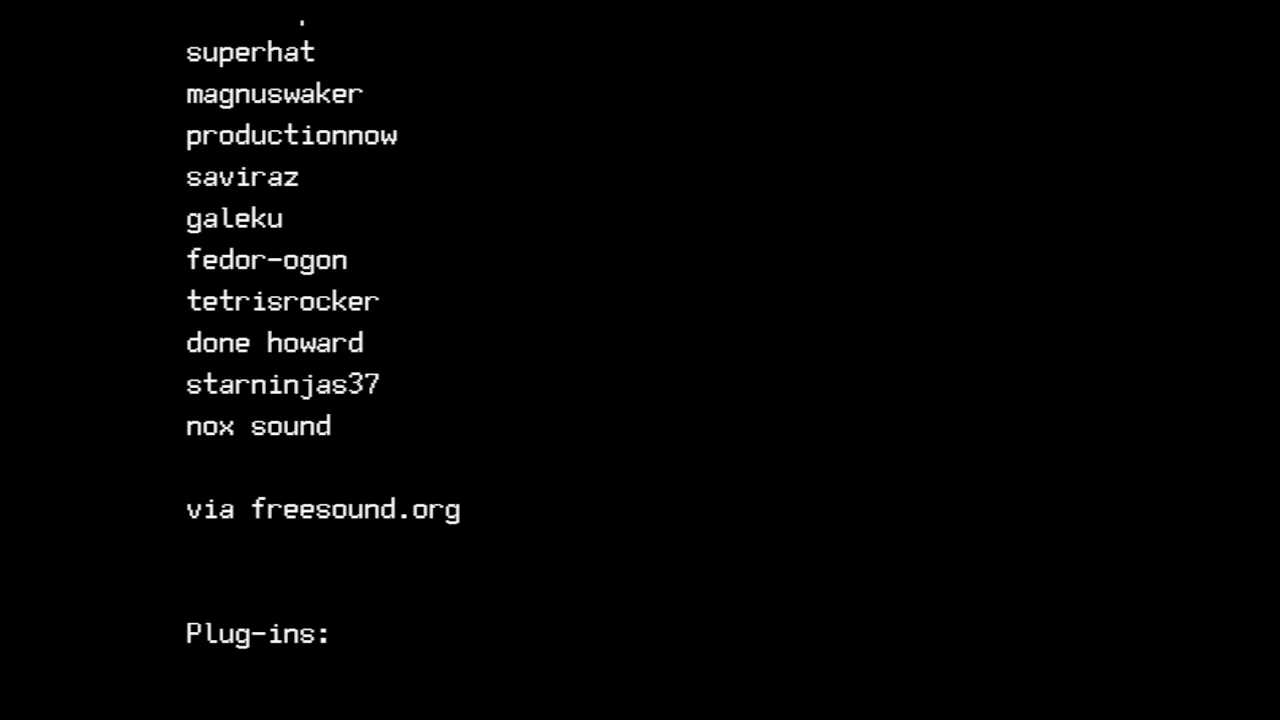 superhat
magnuswaker
productionnow
saviraz
galeku
fedor-ogon
tetrisrocker
done howard
starninjas37
nox sound
via freesound.org
Plug-ins: